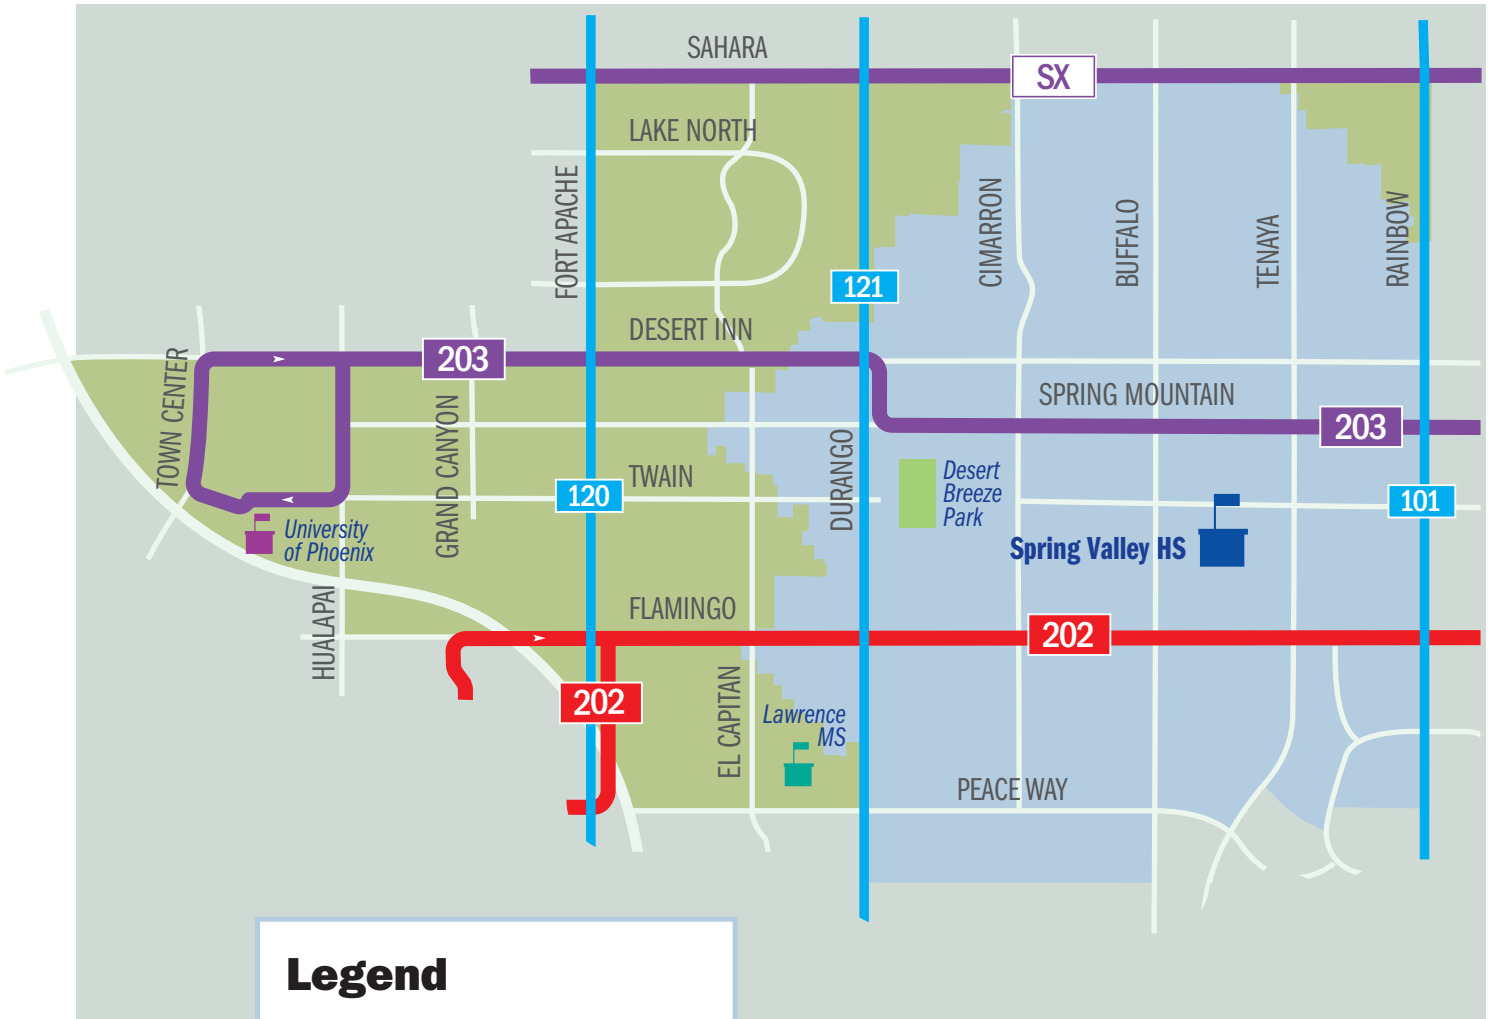 SAHARA
SX
LAKE NORTH
FORT APACHE
CIMARRON
BUFFALO
TENAYA
RAINBOW
121
DESERT INN
203
TOWN CENTER
GRAND CANYON
SPRING MOUNTAIN
203
DURANGO
TWAIN
120
Desert
Breeze
Park
101
University
of Phoenix
Spring Valley HS
HUALAPAI
FLAMINGO
202
202
EL CAPITAN
Lawrence
MS
PEACE WAY
Legend